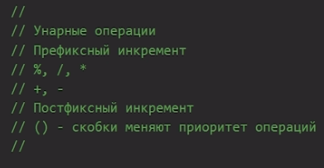 //
// Унарные операции
// Префиксный инкремент
// %, /, *
// +, -
// Постфиксный инкремент
// () - скобки меняют приоритет операций
//